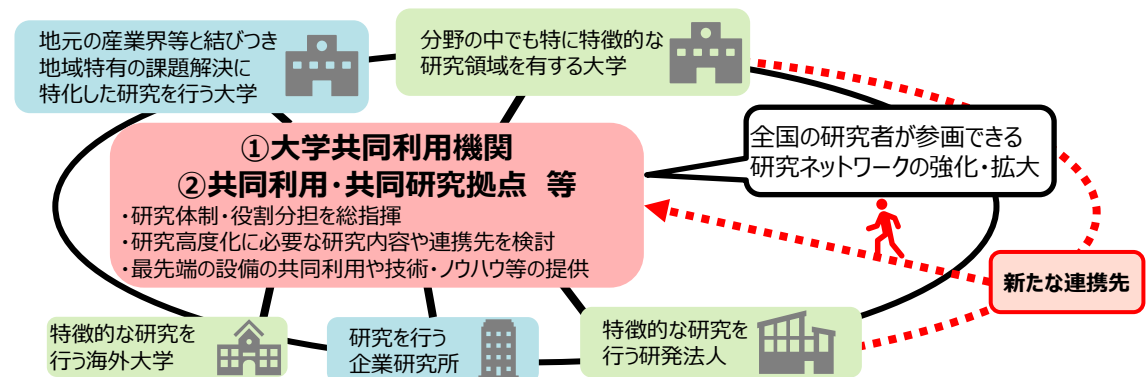 地元の産業界等と結びつき
地域特有の課題解決に
特化した研究を行う大学
分野の中でも特に特徴的な
研究領域を有する大学
①大学共同利用機関
②共同利用・共同研究拠点 等
・研究体制・役割分担を総指揮
・研究高度化に必要な研究内容や連携先を検討
・最先端の設備の共同利用や技術・ノウハウ等の提供
全国の研究者が参画できる
研究ネットワークの強化・拡大
新たな連携先
特徴的な研究を
行う海外大学
研究を行う
企業研究所
特徴的な研究を
行う研発法人